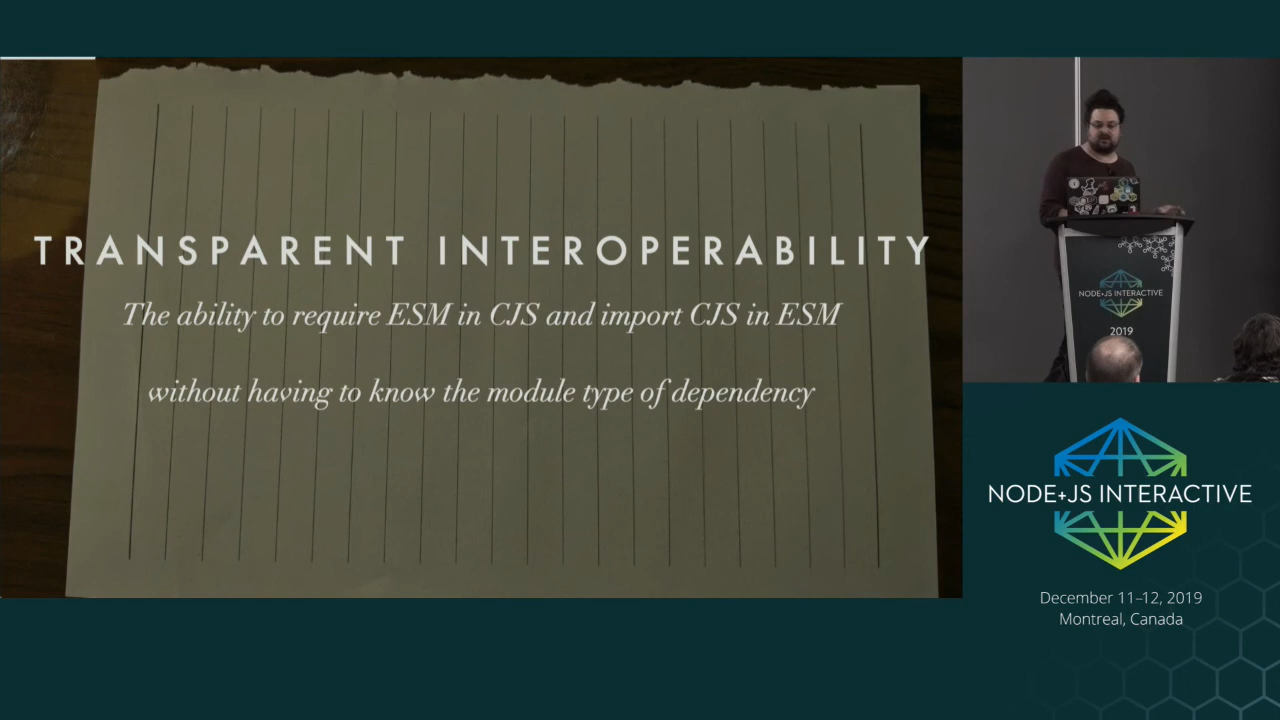 TRANSPARENT INTEROPERABILITY
The ability to require ESM in CJS and import CJS in ESM
without having to know the module type of dependency
NODE+JS INTERACTIVE
2019
NODE+JS INTERACTIVE
December 11–12, 2019
Montreal, Canada